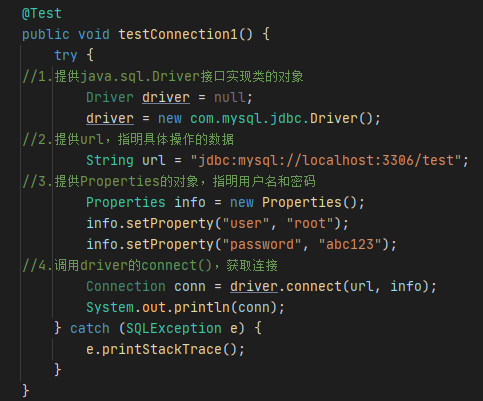 @Test
public void testConnection1() {
try {
//1.提供java.sql.Driver接口实现类的对象
Driver driver = null;
driver = new com.mysql.jdbc.Driver();
//2.提供url，指明具体操作的数据
String url = "jdbc:mysql://localhost:3306/test";
//3.提供Properties的对象，指明用户名和密码
Properties info = new Properties();
info.setProperty("user", "root");
info.setProperty("password", "abc123");
//4.调用driver的connect()，获取连接
Connection conn = driver.connect(url, info);
System.out.println(conn);
} catch (SQLException e) {
e.printStackTrace();
}
}